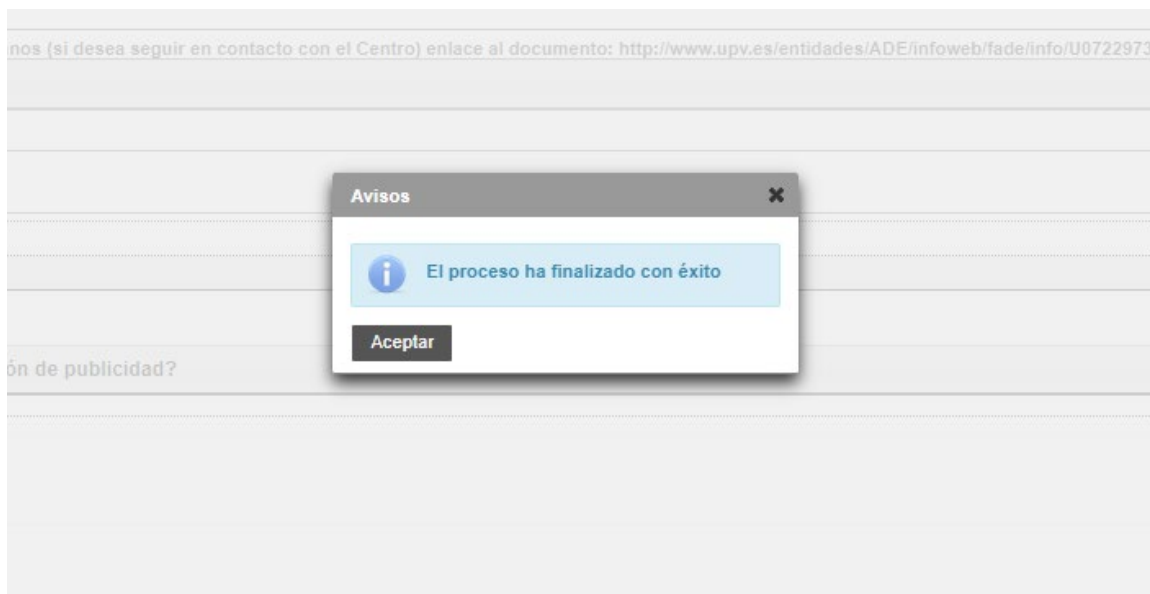 nos (si desea seguir en contacto con el Centro) enlace al documento: http://www.upv.es/entidades/ADE/infoweb/fade/info/U0722973
Avisos
El proceso ha finalizado con éxito
Aceptar
ón de publicidad?